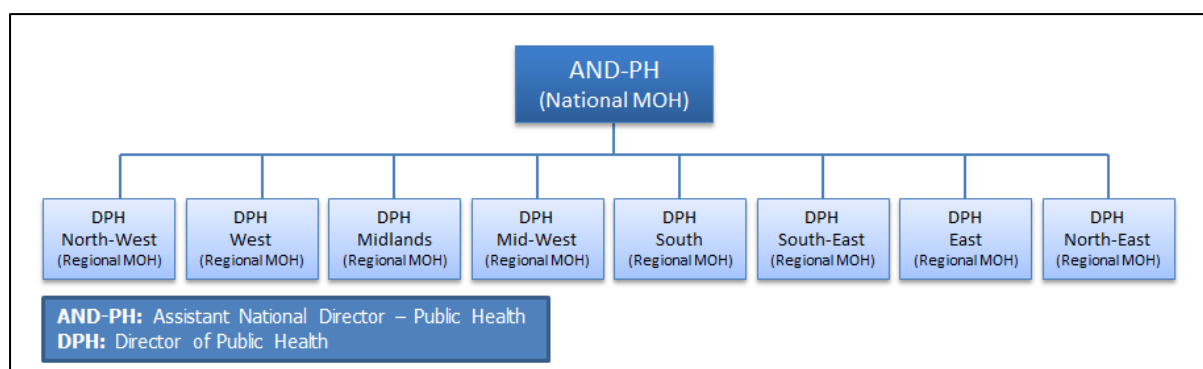 AND-PH
(National MOH)
DPH
North-West
(Regional MOH)
DPH
West
(Regional MOH)
DPH
Midlands
(Regional MOH)
DPH
Mid-West
(Regional MOH)
DPH
South
(Regional MOH)
DPH
South-East
(Regional MOH)
DPH
East
(Regional MOH)
DPH
North-East
(Regional MOH)
AND-PH: Assistant National Director – Public Health
DPH: Director of Public Health